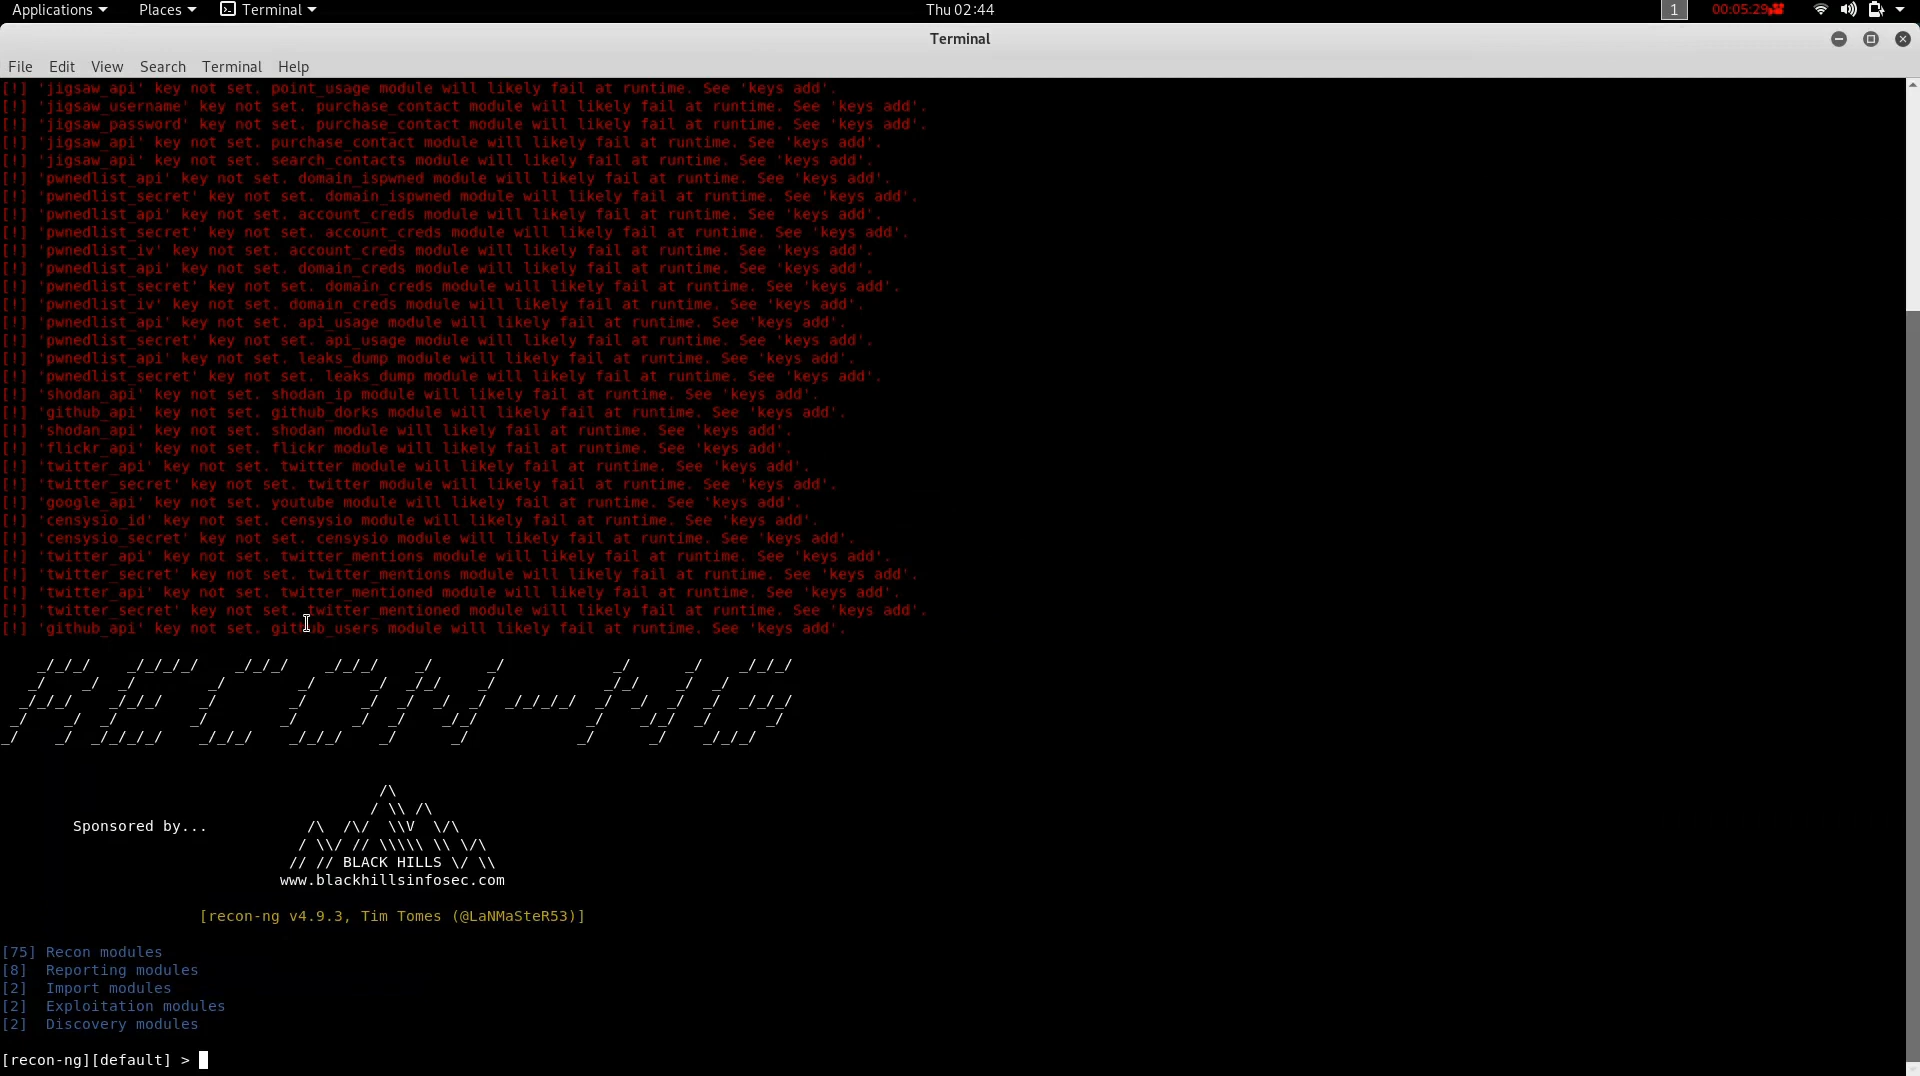 Applications Places Terminal Thu 02:44 1 00:05:29
Terminal
File Edit View Search Terminal Help
[!] 'jigsaw_api' key not set. point_usage module will likely fail at runtime. See 'keys add'.
[!] 'jigsaw_username' key not set. purchase_contact module will likely fail at runtime. See 'keys add'.
[!] 'jigsaw_password' key not set. purchase_contact module will likely fail at runtime. See 'keys add'.
[!] 'jigsaw_api' key not set. purchase_contact module will likely fail at runtime. See 'keys add'.
[!] 'jigsaw_api' key not set. search_contacts module will likely fail at runtime. See 'keys add'.
[!] 'pwnedlist_api' key not set. domain_ispwned module will likely fail at runtime. See 'keys add'.
[!] 'pwnedlist_secret' key not set. domain_ispwned module will likely fail at runtime. See 'keys add'.
[!] 'pwnedlist_api' key not set. account_creds module will likely fail at runtime. See 'keys add'.
[!] 'pwnedlist_secret' key not set. account_creds module will likely fail at runtime. See 'keys add'.
[!] 'pwnedlist_iv' key not set. account_creds module will likely fail at runtime. See 'keys add'.
[!] 'pwnedlist_api' key not set. domain_creds module will likely fail at runtime. See 'keys add'.
[!] 'pwnedlist_secret' key not set. domain_creds module will likely fail at runtime. See 'keys add'.
[!] 'pwnedlist_iv' key not set. domain_creds module will likely fail at runtime. See 'keys add'.
[!] 'pwnedlist_api' key not set. api_usage module will likely fail at runtime. See 'keys add'.
[!] 'pwnedlist_secret' key not set. api_usage module will likely fail at runtime. See 'keys add'.
[!] 'pwnedlist_api' key not set. leaks_dump module will likely fail at runtime. See 'keys add'.
[!] 'pwnedlist_secret' key not set. leaks_dump module will likely fail at runtime. See 'keys add'.
[!] 'shodan_api' key not set. shodan_ip module will likely fail at runtime. See 'keys add'.
[!] 'github_api' key not set. github_dorks module will likely fail at runtime. See 'keys add'.
[!] 'shodan_api' key not set. shodan module will likely fail at runtime. See 'keys add'.
[!] 'flickr_api' key not set. flickr module will likely fail at runtime. See 'keys add'.
[!] 'twitter_api' key not set. twitter module will likely fail at runtime. See 'keys add'.
[!] 'twitter_secret' key not set. twitter module will likely fail at runtime. See 'keys add'.
[!] 'google_api' key not set. youtube module will likely fail at runtime. See 'keys add'.
[!] 'censysio_id' key not set. censysio module will likely fail at runtime. See 'keys add'.
[!] 'censysio_secret' key not set. censysio module will likely fail at runtime. See 'keys add'.
[!] 'twitter_api' key not set. twitter_mentions module will likely fail at runtime. See 'keys add'.
[!] 'twitter_secret' key not set. twitter_mentions module will likely fail at runtime. See 'keys add'.
[!] 'twitter_api' key not set. twitter_mentioned module will likely fail at runtime. See 'keys add'.
[!] 'twitter_secret' key not set. twitter_mentioned module will likely fail at runtime. See 'keys add'.
[!] 'github_api' key not set. github_users module will likely fail at runtime. See 'keys add'.
RECON-NG
Sponsored by...
BLACK HILLS
www.blackhillsinfosec.com
[recon-ng v4.9.3, Tim Tomes (@LaNMaSteR53)]
[75] Recon modules
[8] Reporting modules
[2] Import modules
[2] Exploitation modules
[2] Discovery modules
[recon-ng][default] >